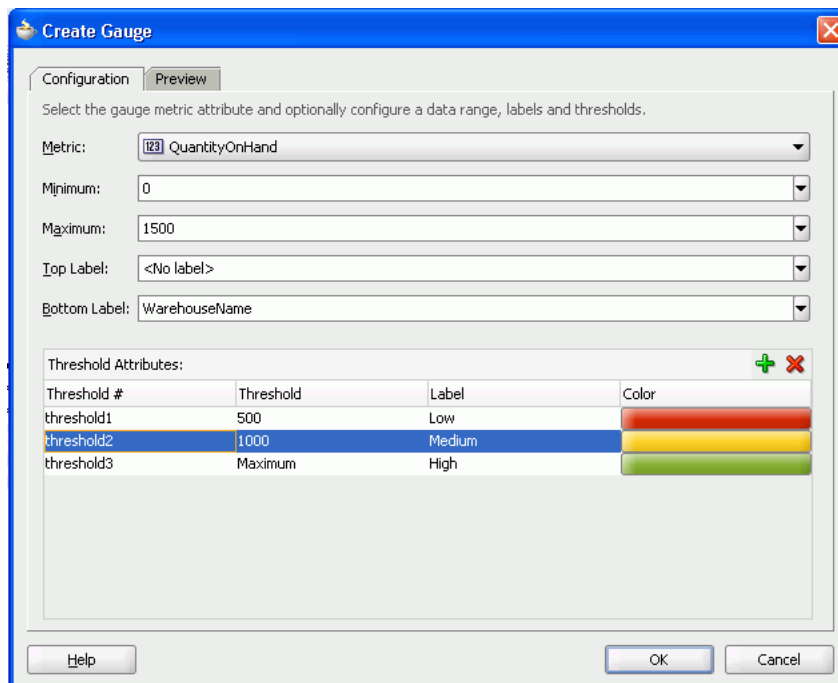 Create Gauge
Configuration Preview
Select the gauge metric attribute and optionally configure a data range, labels and thresholds.
Metric: 123 QuantityOnHand
Minimum: 0
Maximum: 1500
Top Label: <No label>
Bottom Label: WarehouseName
Threshold Attributes:
Threshold # Threshold Label Color
threshold1 500 Low
threshold2 1000 Medium
threshold3 Maximum High
Help OK Cancel